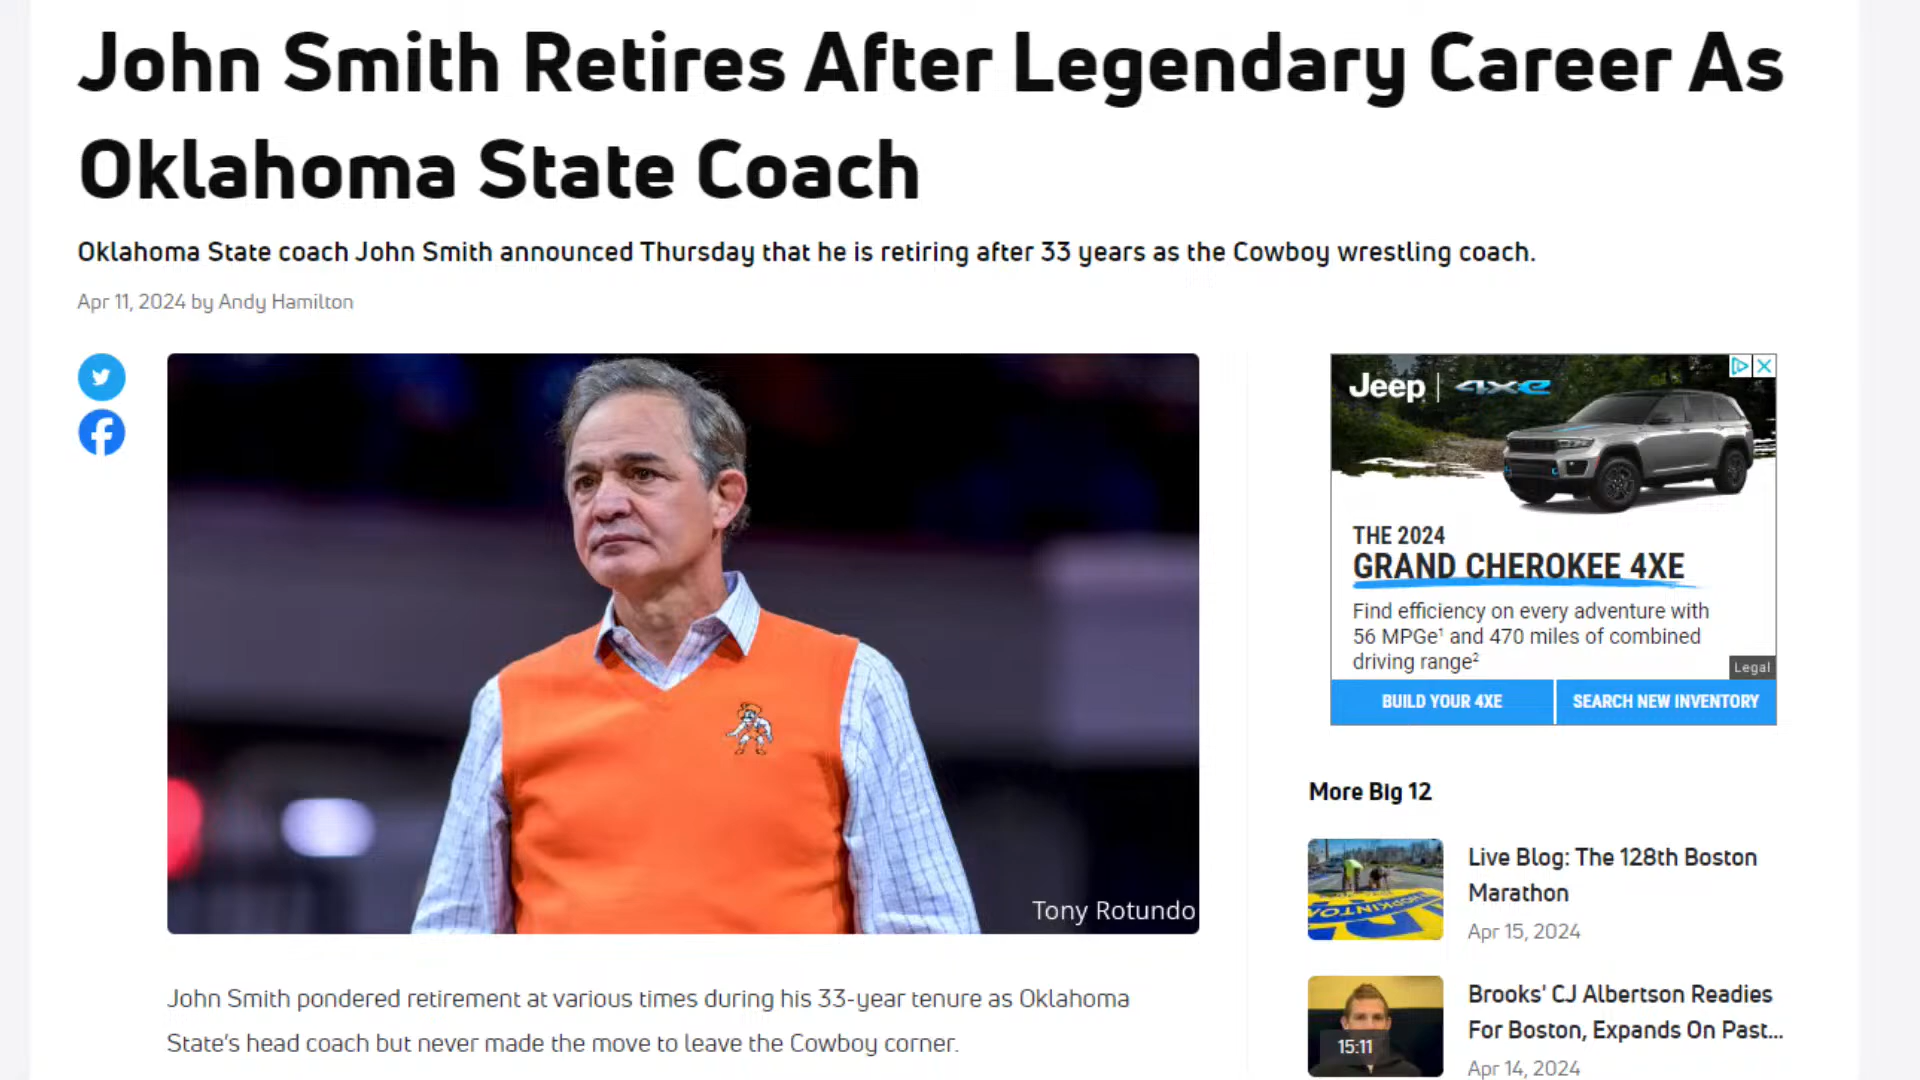 John Smith Retires After Legendary Career As
Oklahoma State Coach
Oklahoma State coach John Smith announced Thursday that he is retiring after 33 years as the Cowboy wrestling coach.
Apr 11, 2024 by Andy Hamilton
Tony Rotundo
John Smith pondered retirement at various times during his 33-year tenure as Oklahoma
State's head coach but never made the move to leave the Cowboy corner.
Jeep | 4xe
THE 2024
GRAND CHEROKEE 4XE
Find efficiency on every adventure with
56 MPGe¹ and 470 miles of combined
driving range²
Legal
BUILD YOUR 4XE
SEARCH NEW INVENTORY
More Big 12
HOPKINTON
Live Blog: The 128th Boston
Marathon
Apr 15, 2024
15:11
Brooks' CJ Albertson Readies
For Boston, Expands On Past...
Apr 14, 2024